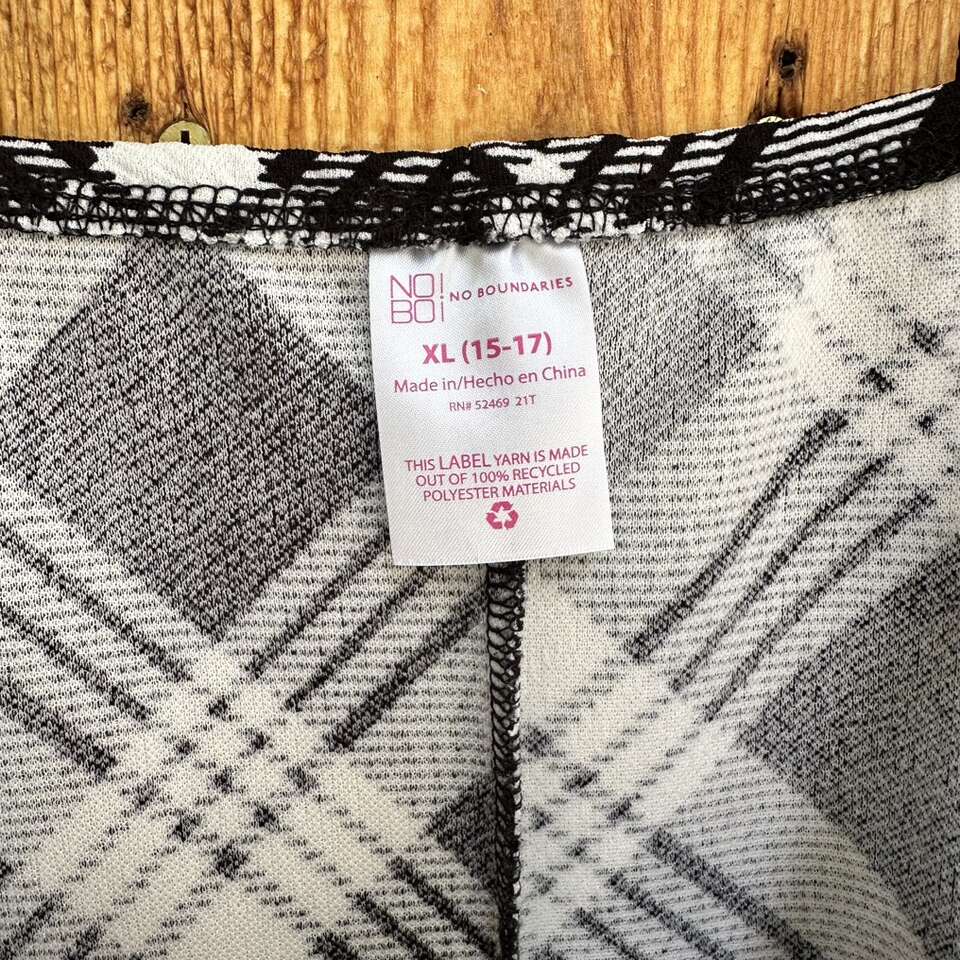 NO!
BO¡
NO BOUNDARIES
XL (15-17)
Made in/Hecho en China
RN# 52469 21T
THIS LABEL YARN IS MADE
OUT OF 100% RECYCLED
POLYESTER MATERIALS